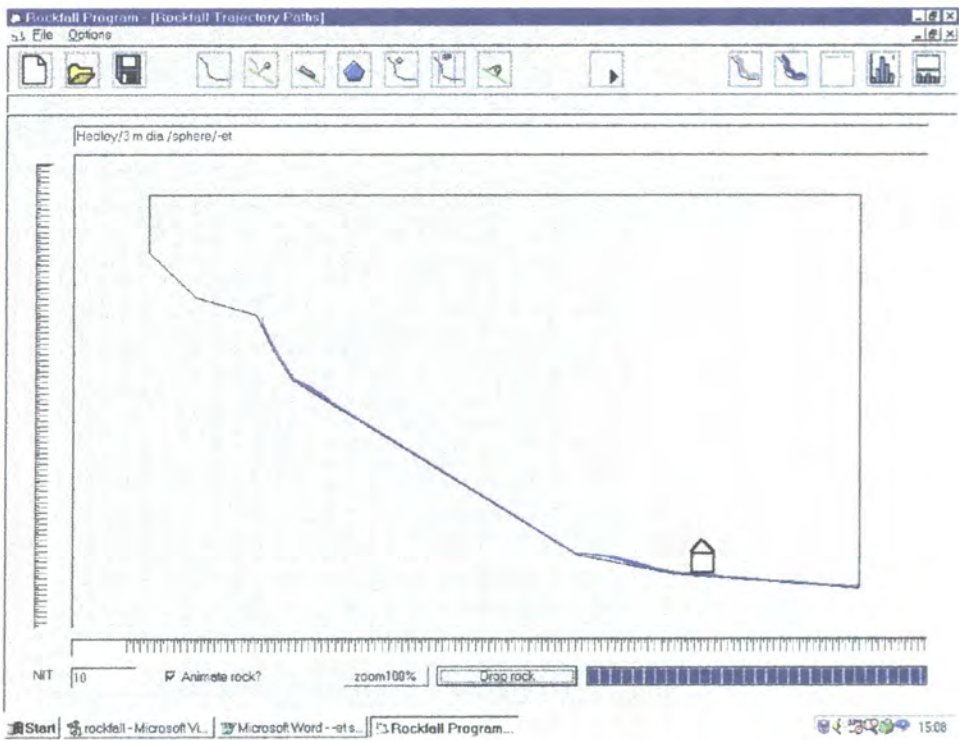 Rockfall Program - [Rockfall Trajectory Paths]
File Options
Hedley/3 m dia /sphere/-et
NIT 10 Animate rock? zoom100% Drop rock
Start rockfall - Microsoft Vi... Microsoft Word - -et s... Rockfall Program... 15:08